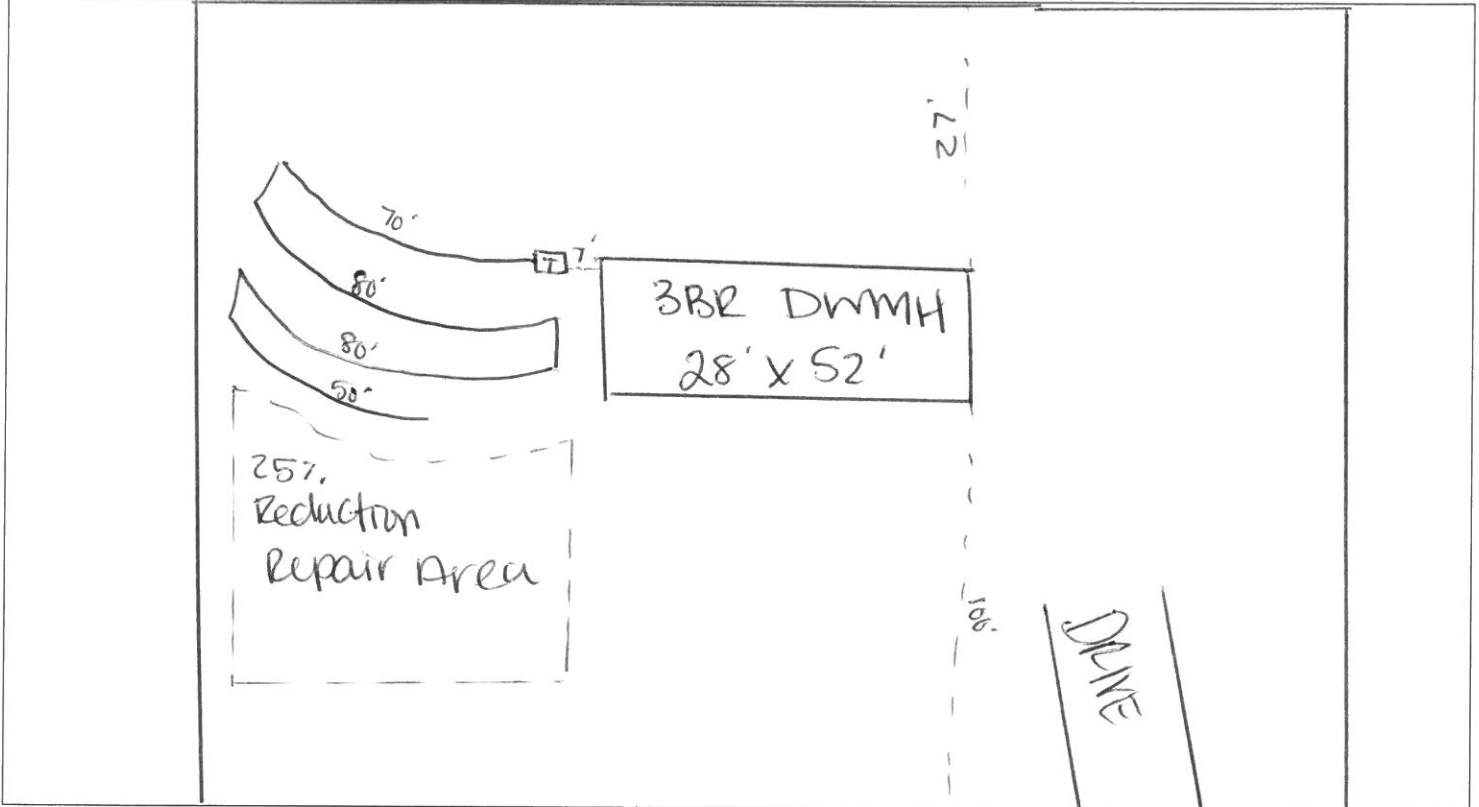 27'
70'
T 7'
80'
3BR DWMH
28' X 52'
80'
50'
25%
Reduction
Repair Area
100'
DRIVE